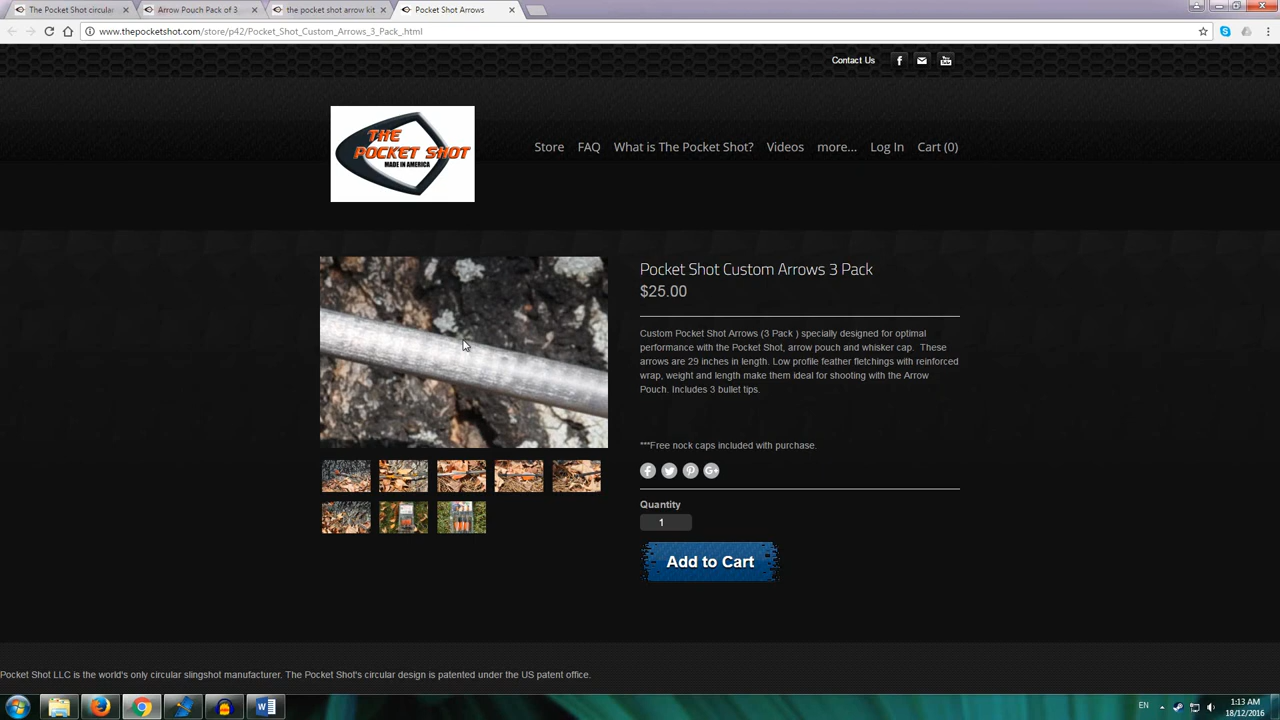 The Pocket Shot circular
Arrow Pouch Pack of 3
the pocket shot arrow kit
Pocket Shot Arrows
www.thepocketshot.com/store/p42/Pocket_Shot_Custom_Arrows_3_Pack_.html
Contact Us
THE
POCKET SHOT
MADE IN AMERICA
Store FAQ What is The Pocket Shot? Videos more... Log In Cart (0)
Pocket Shot Custom Arrows 3 Pack
$25.00
Custom Pocket Shot Arrows (3 Pack ) specially designed for optimal
performance with the Pocket Shot, arrow pouch and whisker cap. These
arrows are 29 inches in length. Low profile feather fletchings with reinforced
wrap, weight and length make them ideal for shooting with the Arrow
Pouch. Includes 3 bullet tips.
***Free nock caps included with purchase.
Quantity
1
Add to Cart
Pocket Shot LLC is the world's only circular slingshot manufacturer. The Pocket Shot's circular design is patented under the US patent office.
EN
1:13 AM
18/12/2016